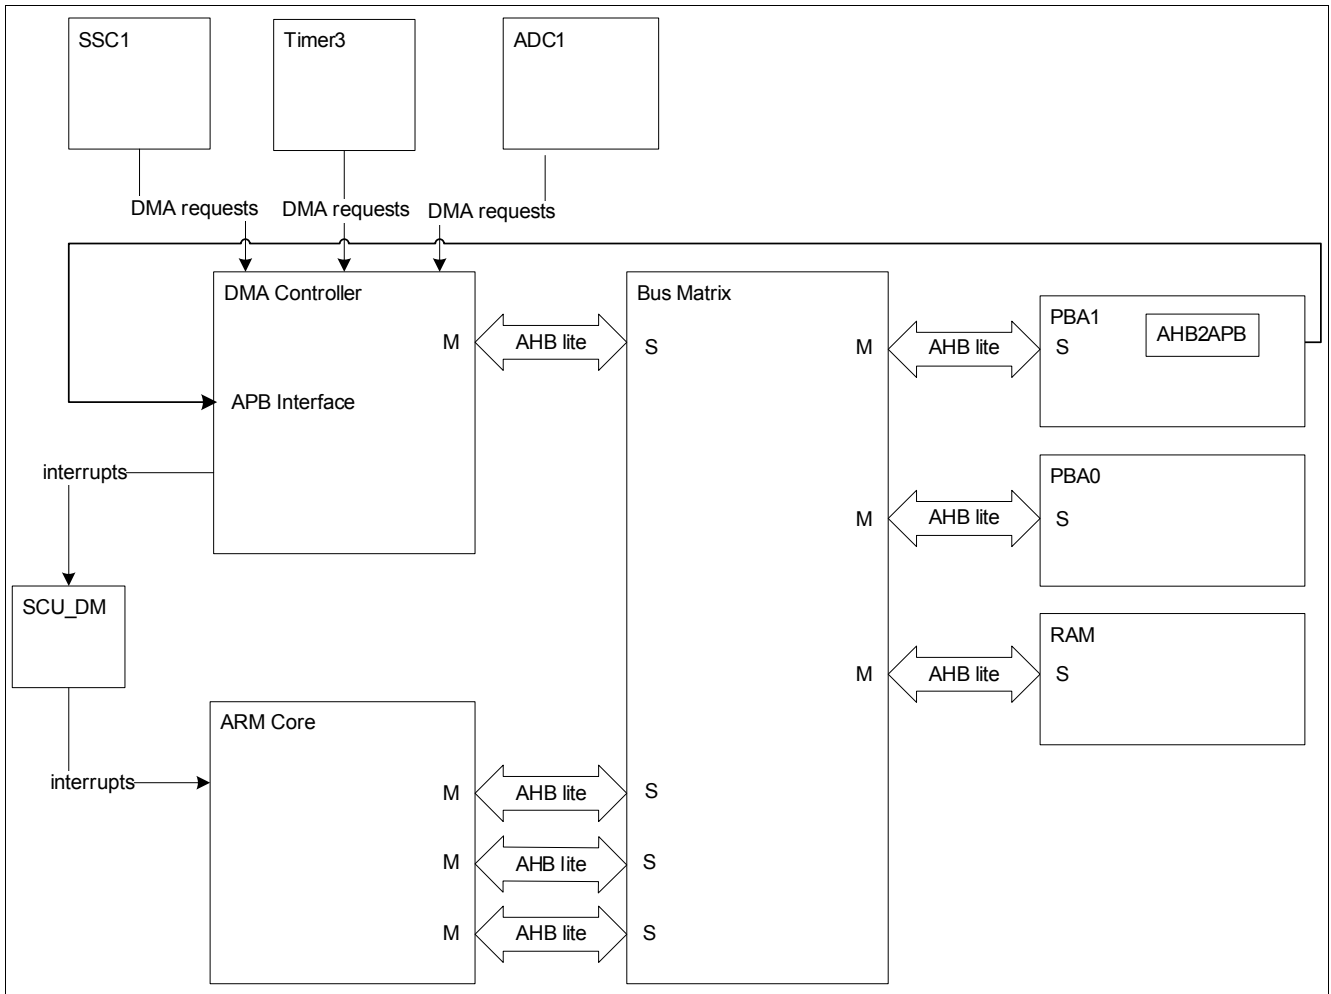 SSC1
Timer3
ADC1
DMA requests
DMA requests
DMA requests
DMA Controller
Bus Matrix
PBA1
AHB2APB
M
AHB lite
S
M
AHB lite
S
APB Interface
interrupts
PBA0
M
AHB lite
S
SCU_DM
RAM
M
AHB lite
S
ARM Core
interrupts
M
AHB lite
S
M
AHB lite
S
M
AHB lite
S